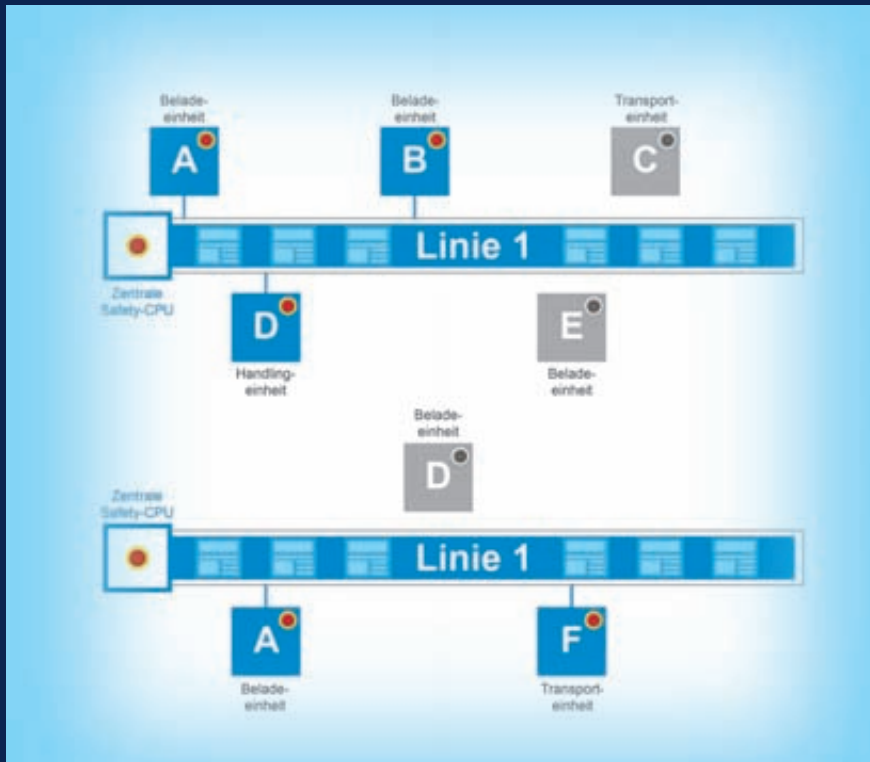 Belade-
einheit
A
Belade-
einheit
B
Transport-
einheit
C
Linie 1
Zentrale
Safety-CPU
D
Handling-
einheit
E
Belade-
einheit
Belade-
einheit
D
Zentrale
Safety-CPU
Linie 1
A
Belade-
einheit
F
Transport-
einheit